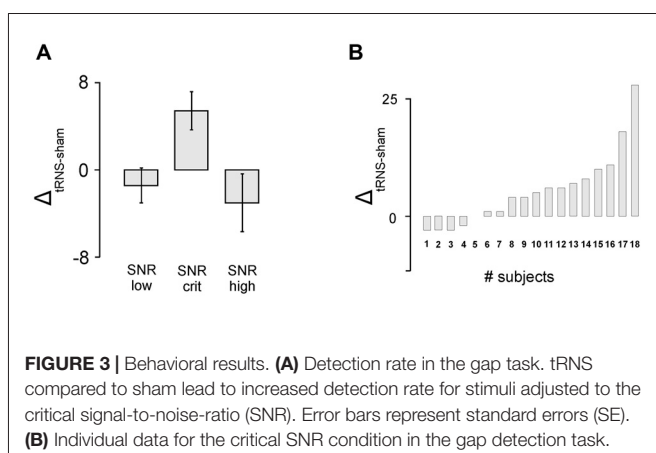 A
B
8
0
-8
Δ tRNS-sham
SNR low
SNR crit
SNR high
25
0
Δ tRNS-sham
1 2 3 4 5 6 7 8 9 10 11 12 13 14 15 16 17 18
# subjects
FIGURE 3 | Behavioral results. (A) Detection rate in the gap task. tRNS
compared to sham lead to increased detection rate for stimuli adjusted to the
critical signal-to-noise-ratio (SNR). Error bars represent standard errors (SE).
(B) Individual data for the critical SNR condition in the gap detection task.